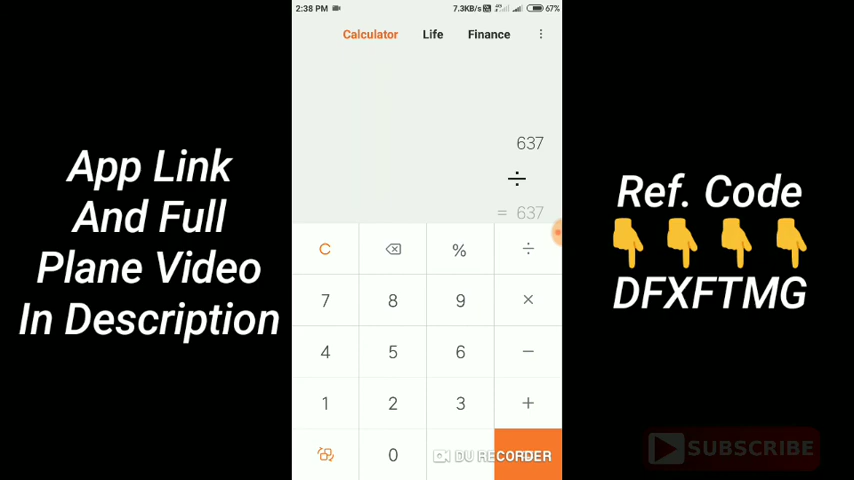 2:38 PM
7.3KB/s
67%
Calculator Life Finance
637
÷
= 637
C % ÷
7 8 9 ×
4 5 6 −
1 2 3 +
0
DU RECORDER
App Link
And Full
Plane Video
In Description
Ref. Code
👇 👇 👇 👇
DFXFTMG
SUBSCRIBE